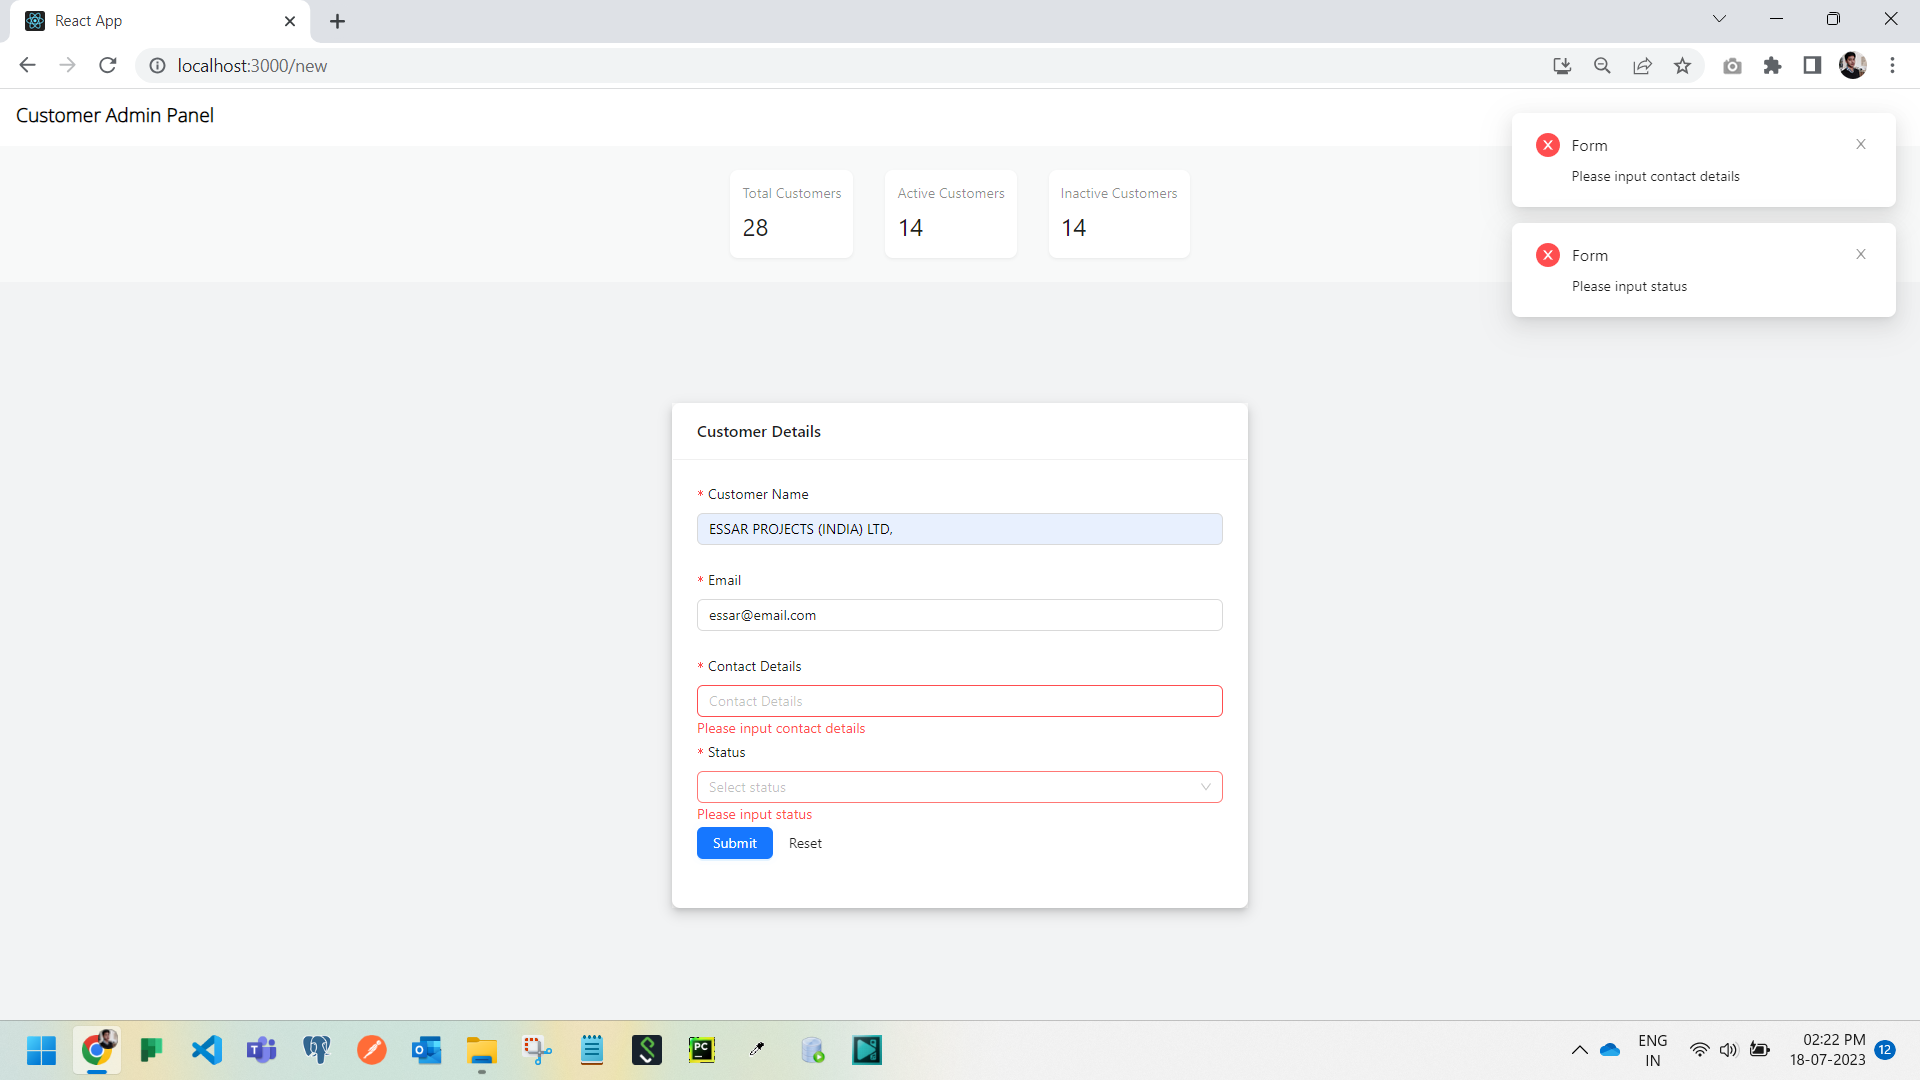 React App
localhost:3000/new
Customer Admin Panel
Total Customers
28
Active Customers
14
Inactive Customers
14
Form
Please input contact details
Form
Please input status
Customer Details
* Customer Name
ESSAR PROJECTS (INDIA) LTD,
* Email
essar@email.com
* Contact Details
Contact Details
Please input contact details
* Status
Select status
Please input status
Submit
Reset
PC
ENG
IN
02:22 PM
18-07-2023
12